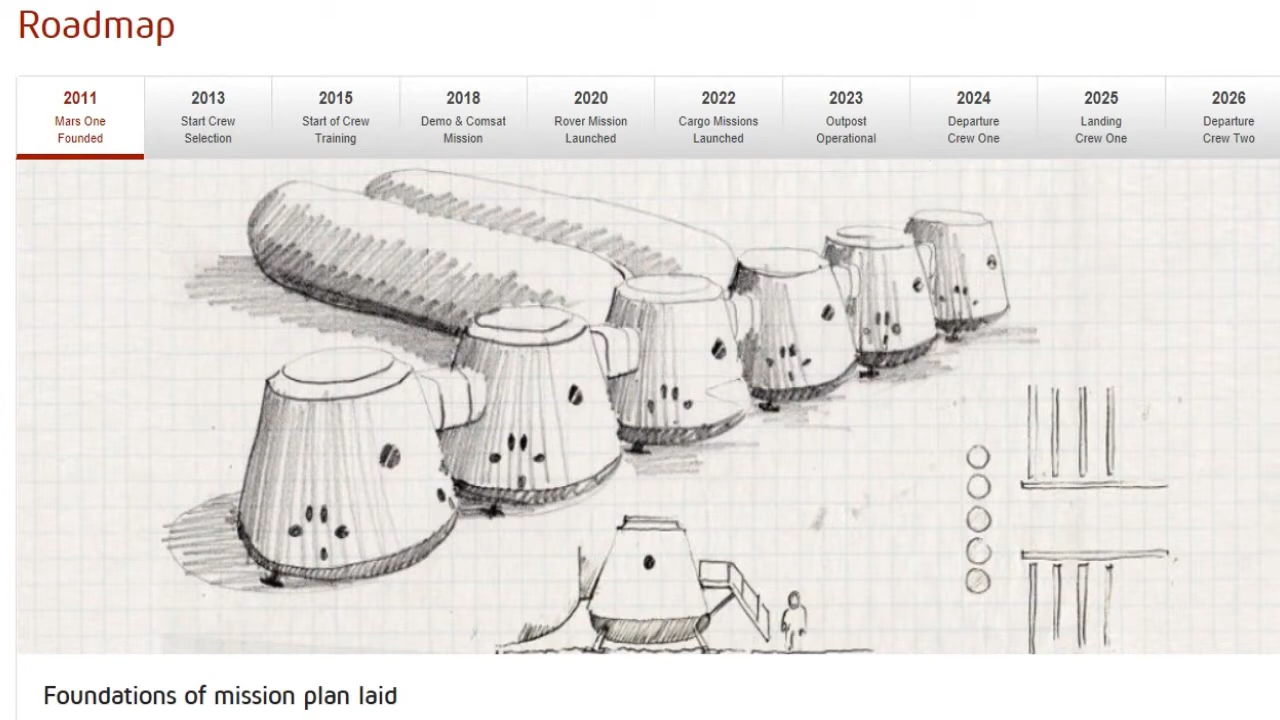 Roadmap
2011 2013 2015 2018 2020 2022 2023 2024 2025 2026
Mars One Start Crew Start of Crew Demo & Comsat Rover Mission Cargo Missions Outpost Departure Landing Departure
Founded Selection Training Mission Launched Launched Operational Crew One Crew One Crew Two
Foundations of mission plan laid